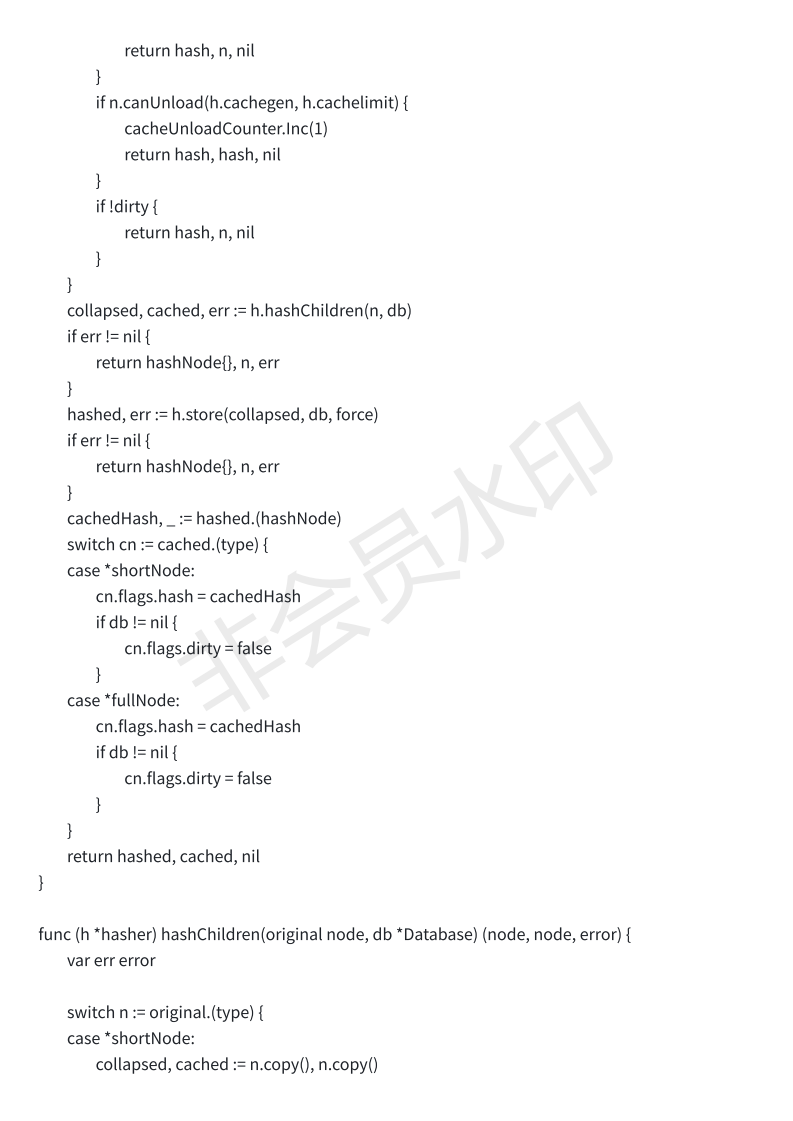 return hash, n, nil
}
if n.canUnload(h.cachegen, h.cachelimit) {
cacheUnloadCounter.Inc(1)
return hash, hash, nil
}
if !dirty {
return hash, n, nil
}
}
collapsed, cached, err := h.hashChildren(n, db)
if err != nil {
return hashNode{}, n, err
}
hashed, err := h.store(collapsed, db, force)
if err != nil {
return hashNode{}, n, err
}
cachedHash, _ := hashed.(hashNode)
switch cn := cached.(type) {
case *shortNode:
cn.flags.hash = cachedHash
if db != nil {
cn.flags.dirty = false
}
case *fullNode:
cn.flags.hash = cachedHash
if db != nil {
cn.flags.dirty = false
}
}
return hashed, cached, nil
}
func (h *hasher) hashChildren(original node, db *Database) (node, node, error) {
var err error
switch n := original.(type) {
case *shortNode:
collapsed, cached := n.copy(), n.copy()
非会员水印